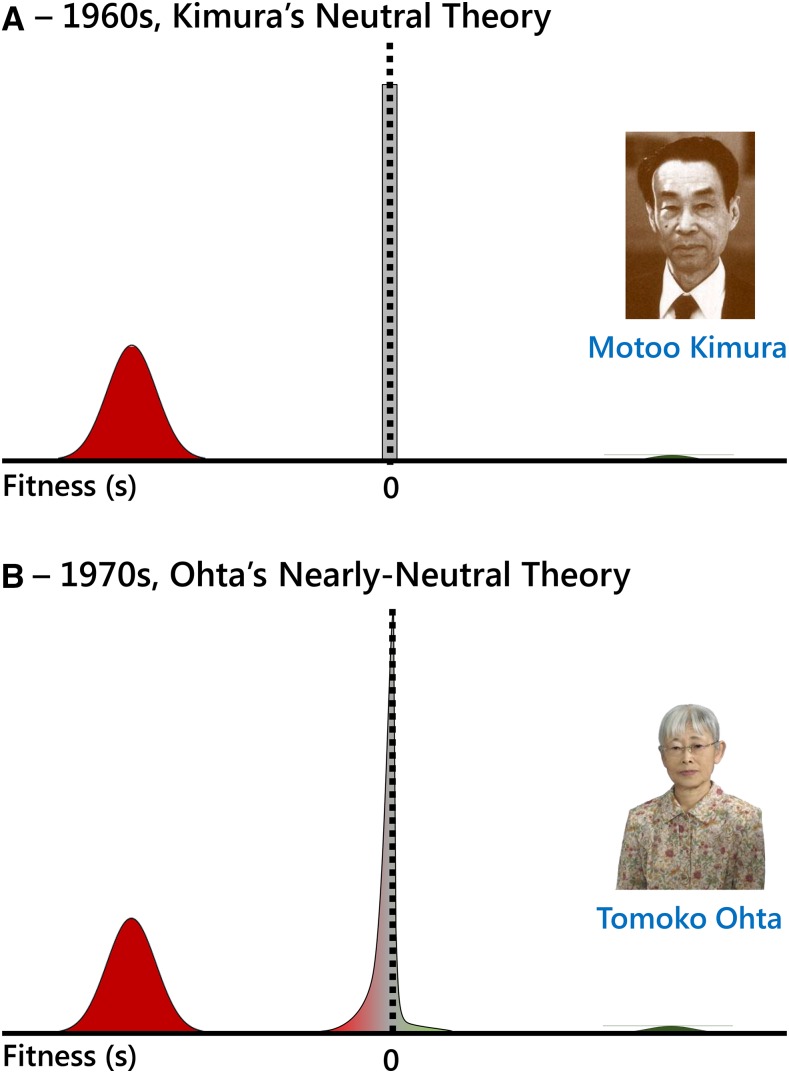 A – 1960s, Kimura’s Neutral Theory
Motoo Kimura
Fitness (s)
0
B – 1970s, Ohta’s Nearly-Neutral Theory
Tomoko Ohta
Fitness (s)
0